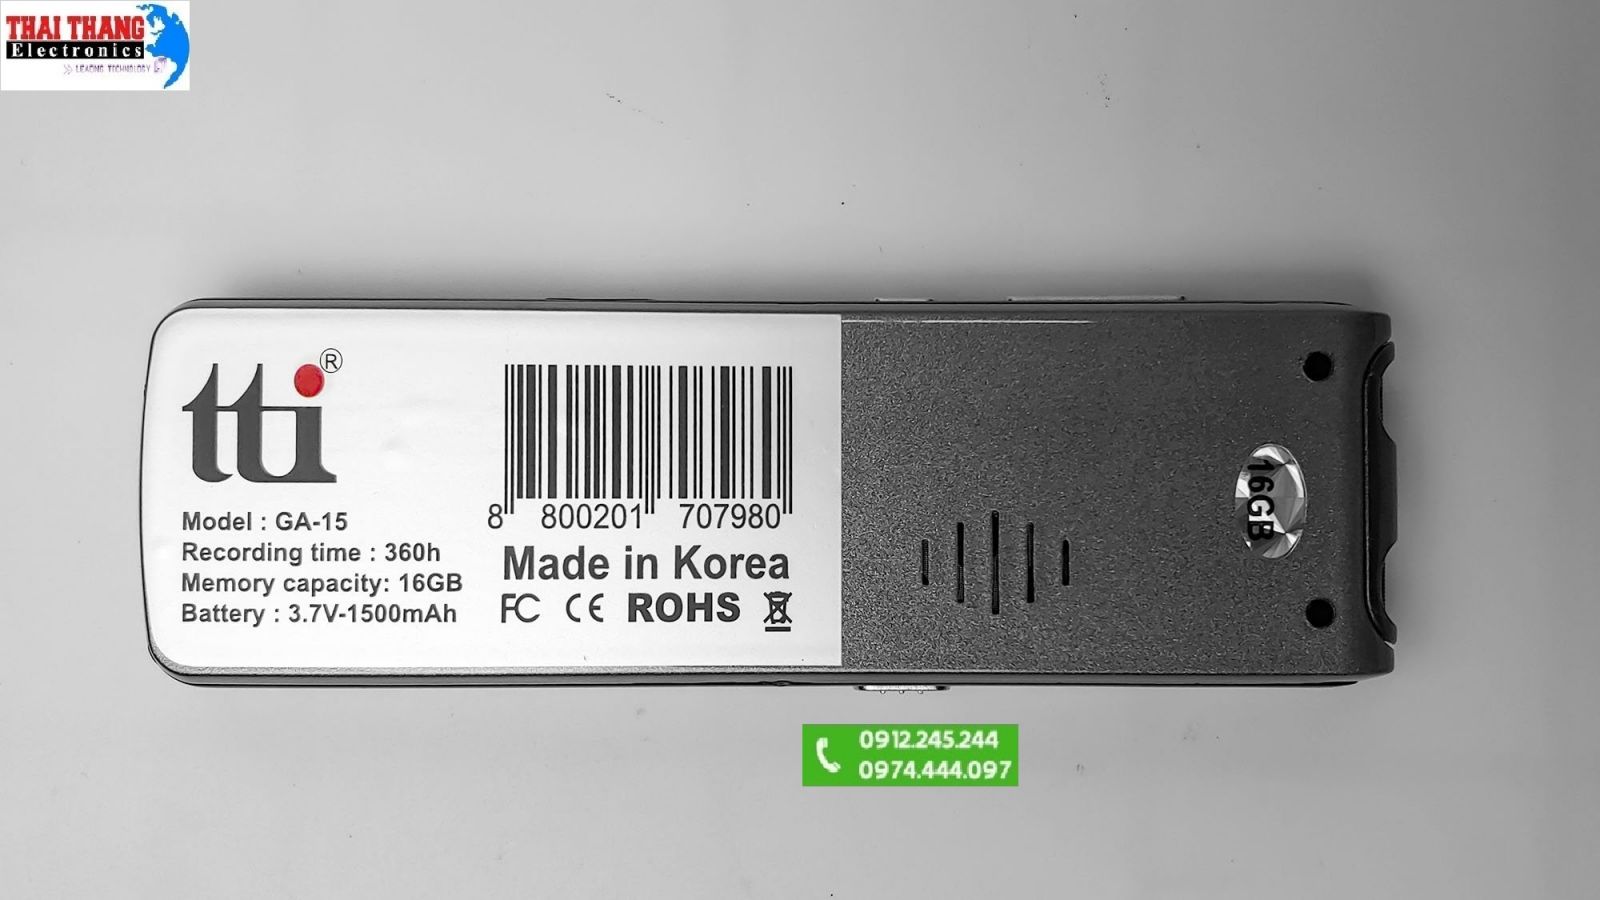 THAI THANG
Electronics
LEADING TECHNOLOGY
tti®
Model : GA-15
Recording time : 360h
Memory capacity: 16GB
Battery : 3.7V-1500mAh
8 800201 707980
Made in Korea
FC CE ROHS
16GB
0912.245.244
0974.444.097